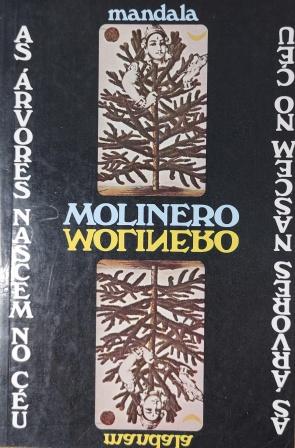 mandala
AS ÁRVORES NASCEM NO CÉU
MOLINERO
MOLINERO
AS ÁRVORES NASCEM NO CÉU
mandala